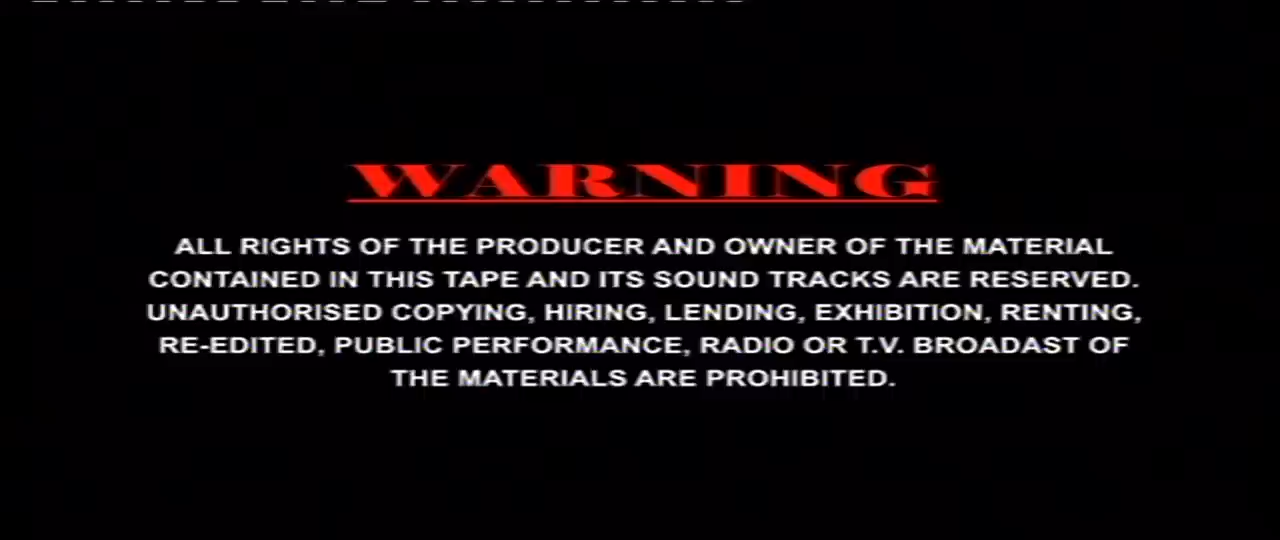 WARNING
ALL RIGHTS OF THE PRODUCER AND OWNER OF THE MATERIAL
CONTAINED IN THIS TAPE AND ITS SOUND TRACKS ARE RESERVED.
UNAUTHORISED COPYING, HIRING, LENDING, EXHIBITION, RENTING,
RE-EDITED, PUBLIC PERFORMANCE, RADIO OR T.V. BROADAST OF
THE MATERIALS ARE PROHIBITED.